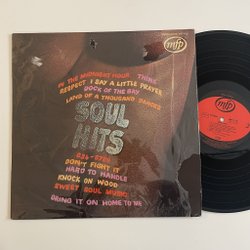 mfp
IN THE MIDNIGHT HOUR THINK
RESPECT I SAY A LITTLE PRAYER
DOCK OF THE BAY
LAND OF A THOUSAND DANCES
SOUL
HITS
634-5789
DON'T FIGHT IT
HARD TO HANDLE
KNOCK ON WOOD
SWEET SOUL MUSIC
BRING IT ON HOME TO ME
mfp